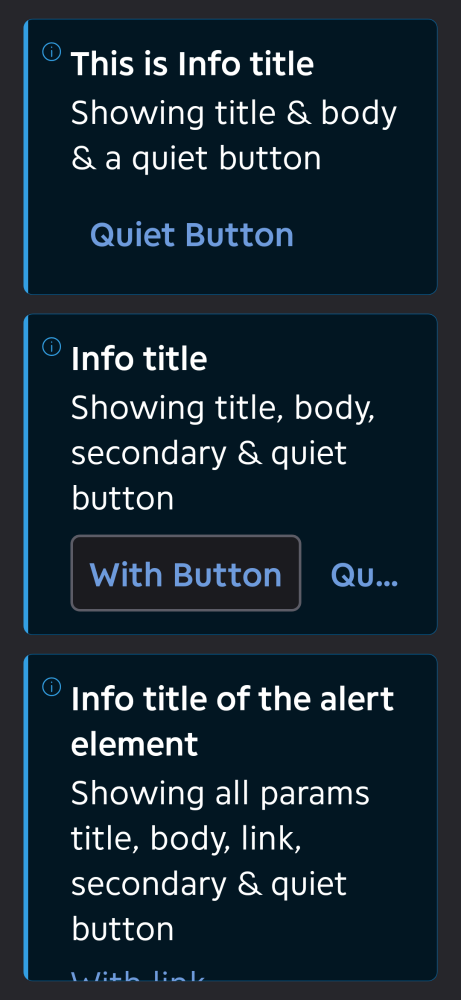 This is Info title
Showing title & body
& a quiet button
Quiet Button
Info title
Showing title, body,
secondary & quiet
button
With Button Qu...
Info title of the alert
element
Showing all params
title, body, link,
secondary & quiet
button
With link